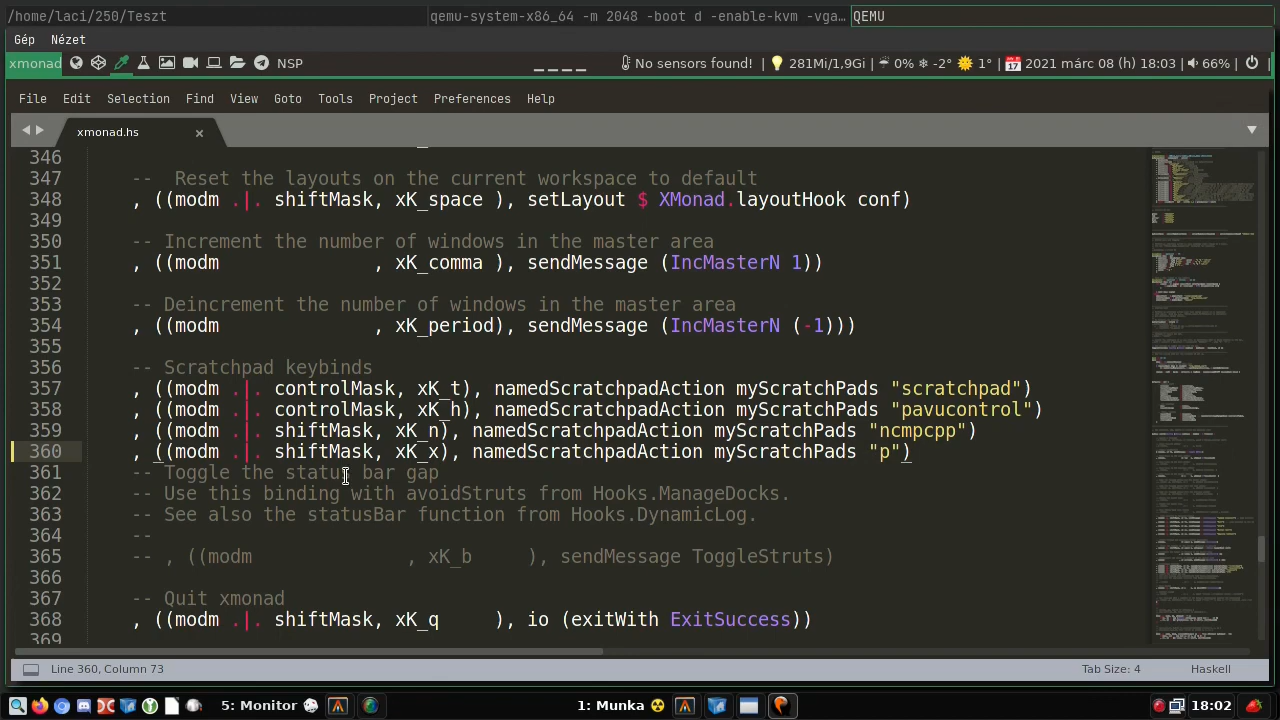 /home/laci/250/Teszt
qemu-system-x86_64 -m 2048 -boot d -enable-kvm -vga…
QEMU
Gép Nézet
xmonad NSP No sensors found! | 281Mi/1,9Gi | 0% -2° 1° | 17 2021 márc 08 (h) 18:03 | 66% | |
File Edit Selection Find View Goto Tools Project Preferences Help
xmonad.hs ×
346
347 -- Reset the layouts on the current workspace to default
348 , ((modm .|. shiftMask, xK_space ), setLayout $ XMonad.layoutHook conf)
349
350 -- Increment the number of windows in the master area
351 , ((modm , xK_comma ), sendMessage (IncMasterN 1))
352
353 -- Deincrement the number of windows in the master area
354 , ((modm , xK_period), sendMessage (IncMasterN (-1)))
355
356 -- Scratchpad keybinds
357 , ((modm .|. controlMask, namedScratchpadAction myScratchPads "scratchpad")
358 , ((modm .|. controlMask, xK_h), namedScratchpadAction myScratchPads "pavucontrol")
359 , ((modm .|. shiftMask, xK_n), namedScratchpadAction myScratchPads "ncmpcpp")
360 , ((modm .|. shiftMask, xK_x), namedScratchpadAction myScratchPads "p")
361 -- Toggle the status bar gap
362 -- Use this binding with avoidStruts from Hooks.ManageDocks.
363 -- See also the statusBar function from Hooks.DynamicLog.
364 --
365 -- , ((modm , xK_b ), sendMessage ToggleStruts)
366
367 -- Quit xmonad
368 , ((modm .|. shiftMask, xK_q ), io (exitWith ExitSuccess))
369
Line 360, Column 73 Tab Size: 4 Haskell
5: Monitor 1: Munka 18:02